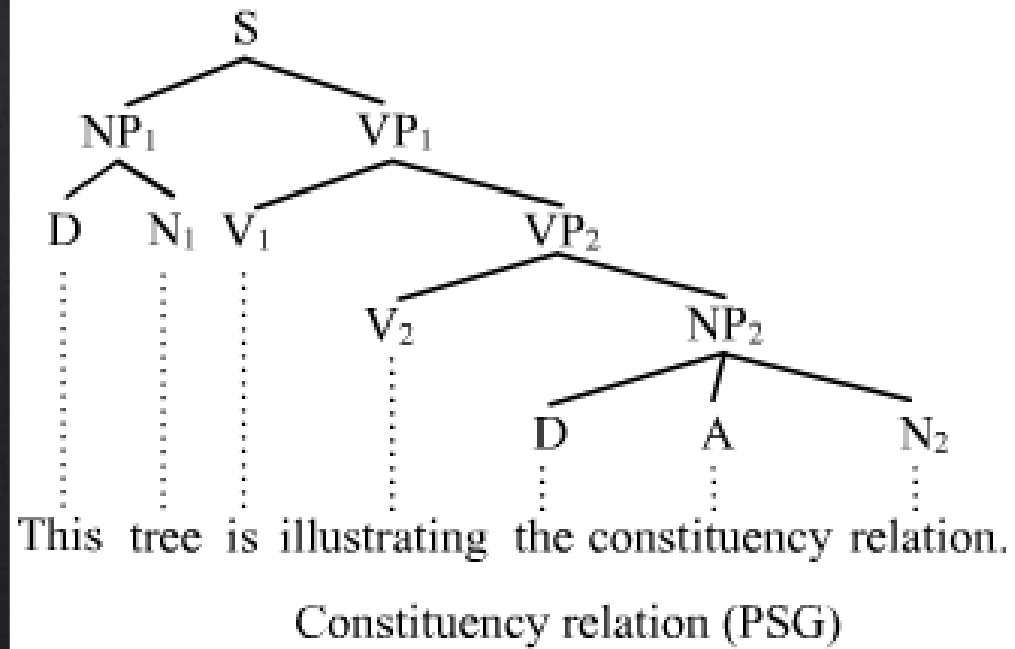 S
NP₁ VP₁
D N₁ V₁ VP₂
V₂ NP₂
D A N₂
This tree is illustrating the constituency relation.
Constituency relation (PSG)